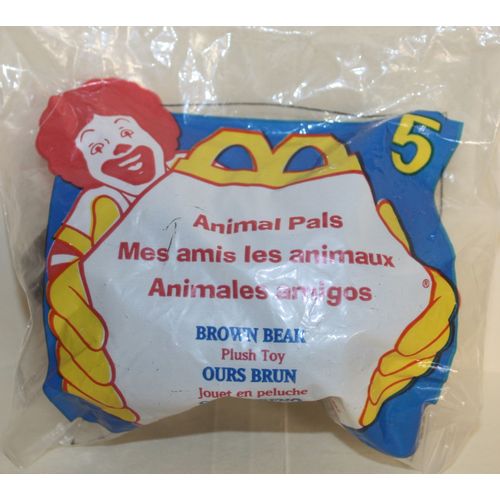 5
Animal Pals
Mes amis les animaux
Animales amigos
®
BROWN BEAR
Plush Toy
OURS BRUN
Jouet en peluche